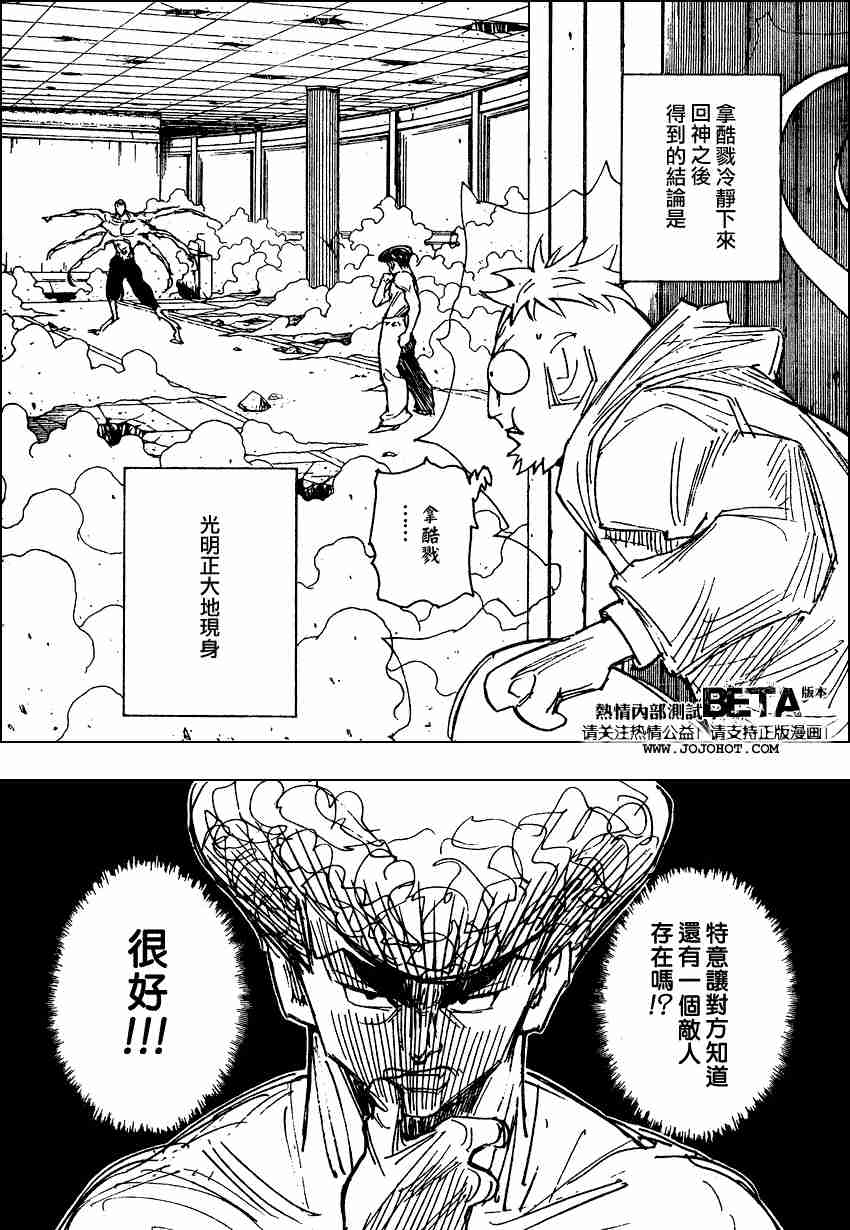 拿酷戮冷靜下來
回神之後
得到的結論是
拿酷戮
……
光明正大地現身
熱情內部測試BETA版本
请关注热情公益！请支持正版漫画！
WWW.JOJOHOT.COM
特意讓對方知道
還有一個敵人
存在嗎!?
很好!!!